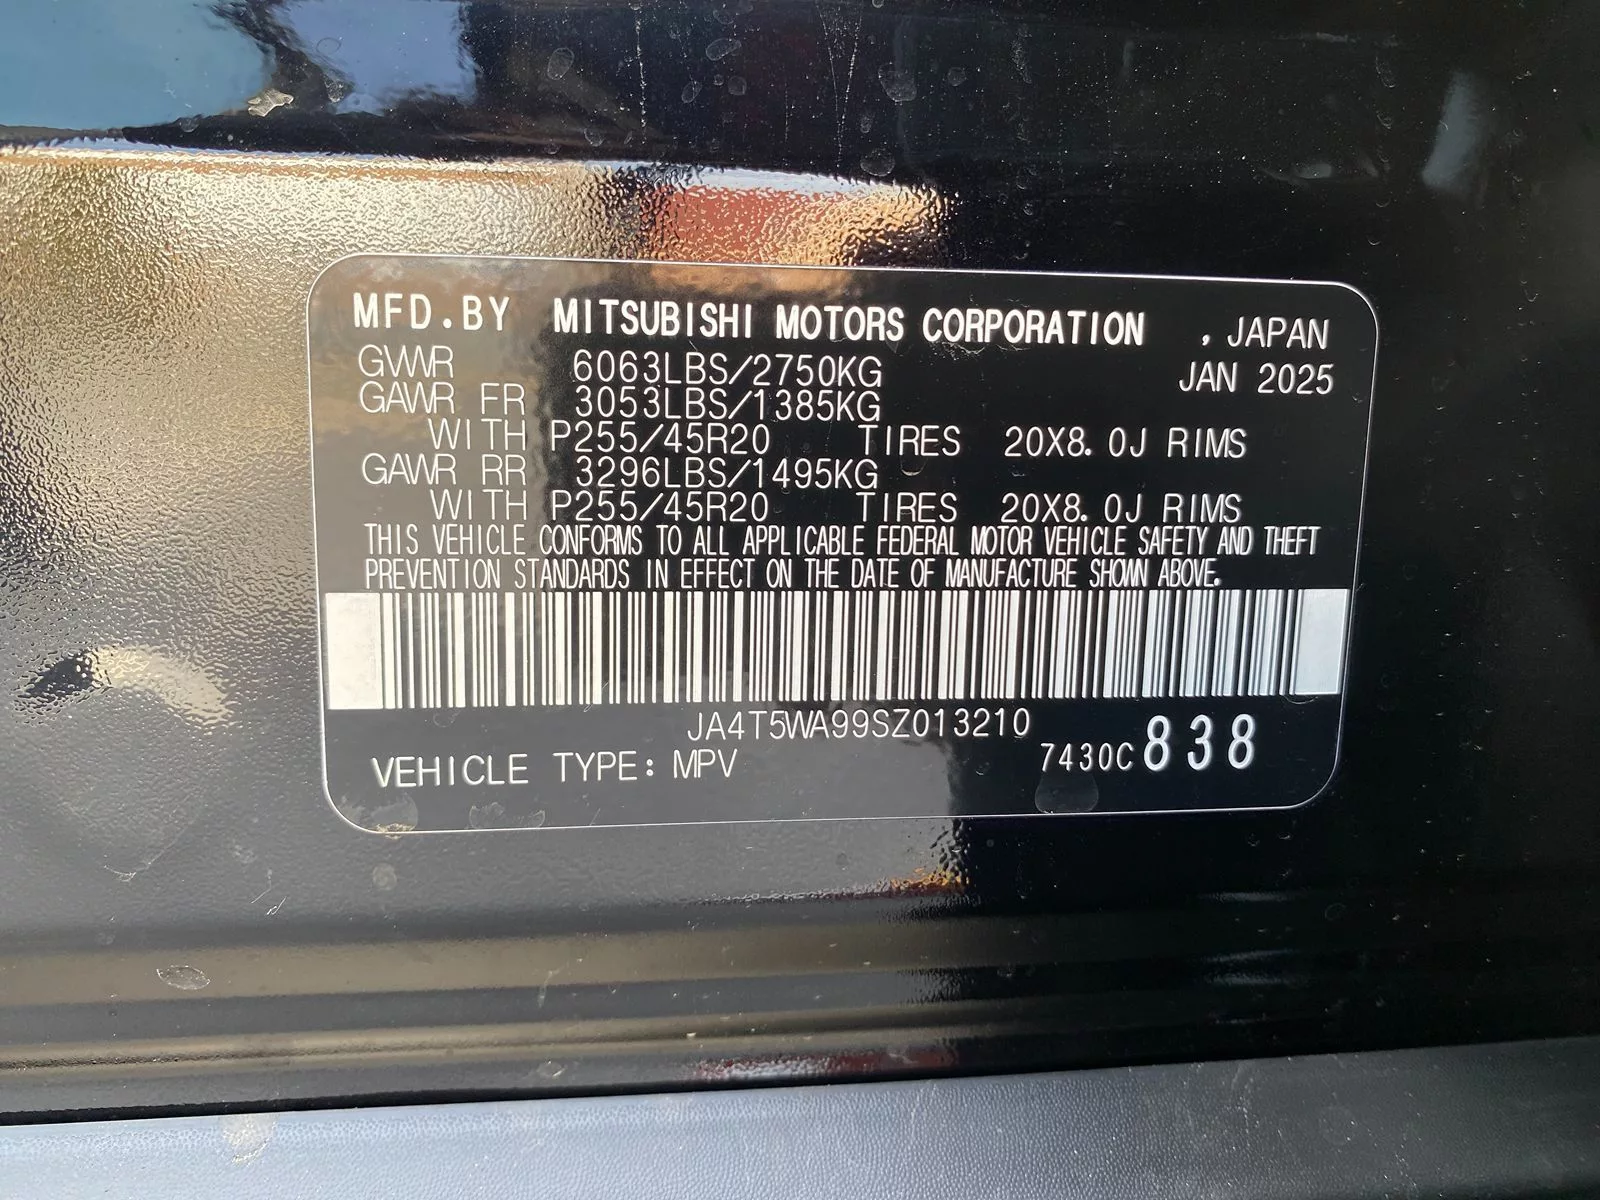 MFD.BY MITSUBISHI MOTORS CORPORATION , JAPAN
GVWR 6063LBS/2750KG JAN 2025
GAWR FR 3053LBS/1385KG
WITH P255/45R20 TIRES 20X8.0J RIMS
GAWR RR 3296LBS/1495KG
WITH P255/45R20 TIRES 20X8.0J RIMS
THIS VEHICLE CONFORMS TO ALL APPLICABLE FEDERAL MOTOR VEHICLE SAFETY AND THEFT
PREVENTION STANDARDS IN EFFECT ON THE DATE OF MANUFACTURE SHOWN ABOVE.
JA4T5WA99SZ013210
VEHICLE TYPE: MPV 7430C 838